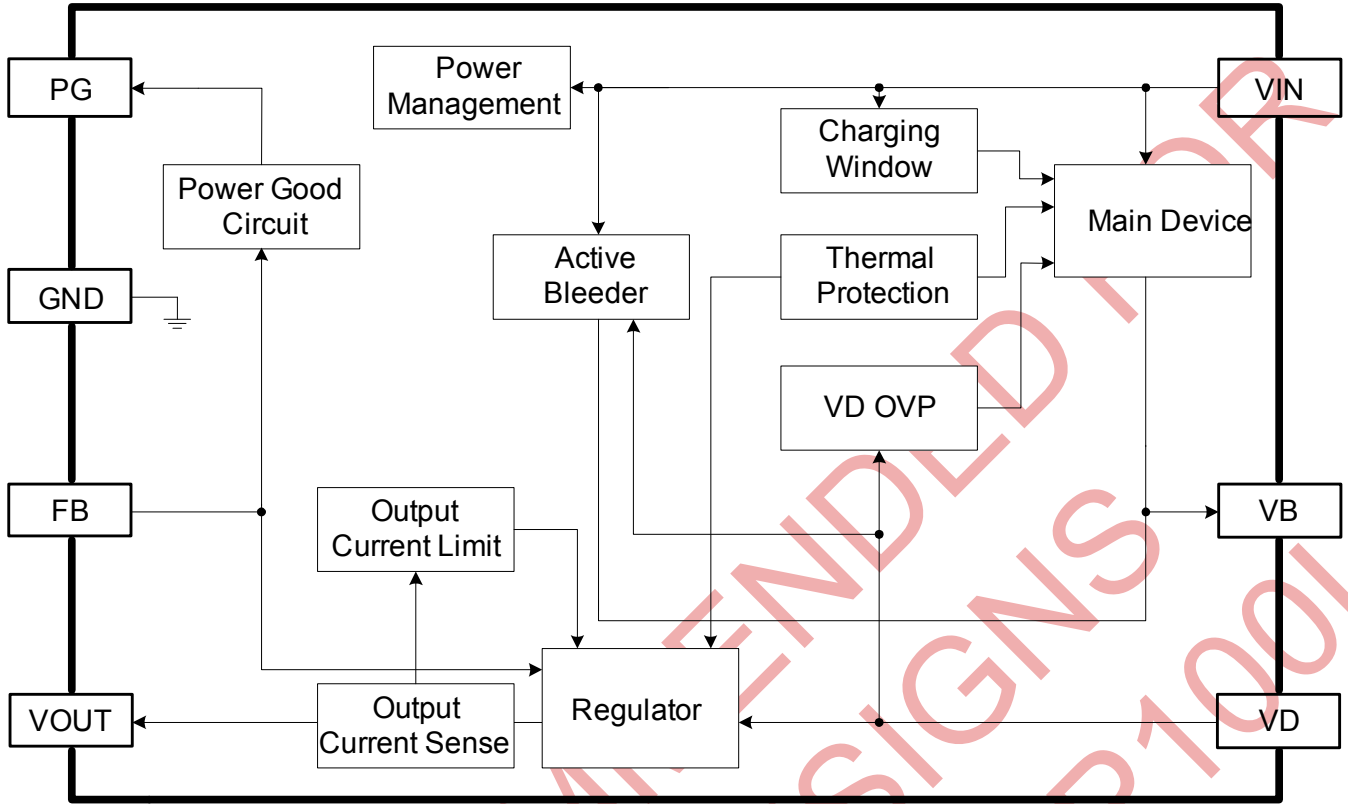 PG
Power
Management
VIN
Charging
Window
Power Good
Circuit
Main Device
Active
Bleeder
Thermal
Protection
GND
VD OVP
FB
Output
Current Limit
VB
VOUT
Output
Current Sense
Regulator
VD
DESIGNS